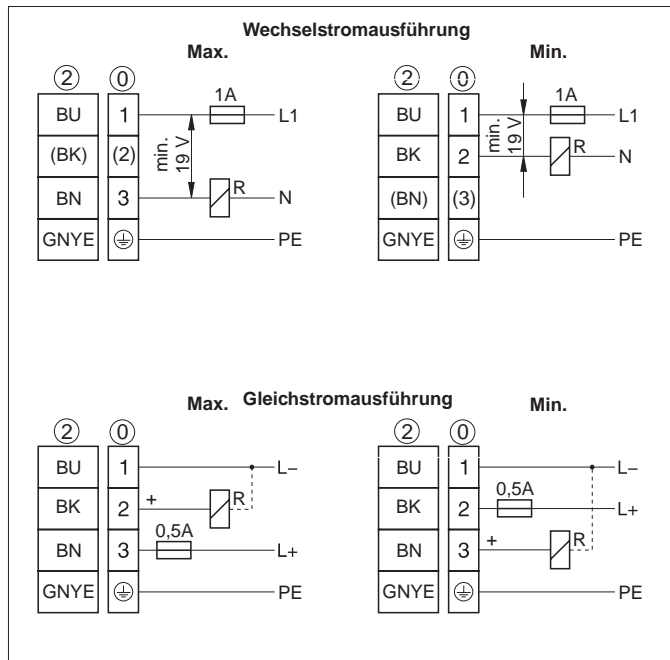 Wechselstromausführung
Max.
2 0
BU 1 1A L1
(BK) (2)
min.
19 V
BN 3 R N
GNYE PE
Min.
2 0
BU 1 1A L1
min.
19 V
BK 2 R N
(BN) (3)
GNYE PE
Gleichstromausführung
Max.
2 0
BU 1 L–
BK 2 + R
BN 3 0,5A L+
GNYE PE
Min.
2 0
BU 1 L–
BK 2 0,5A L+
BN 3 + R
GNYE PE